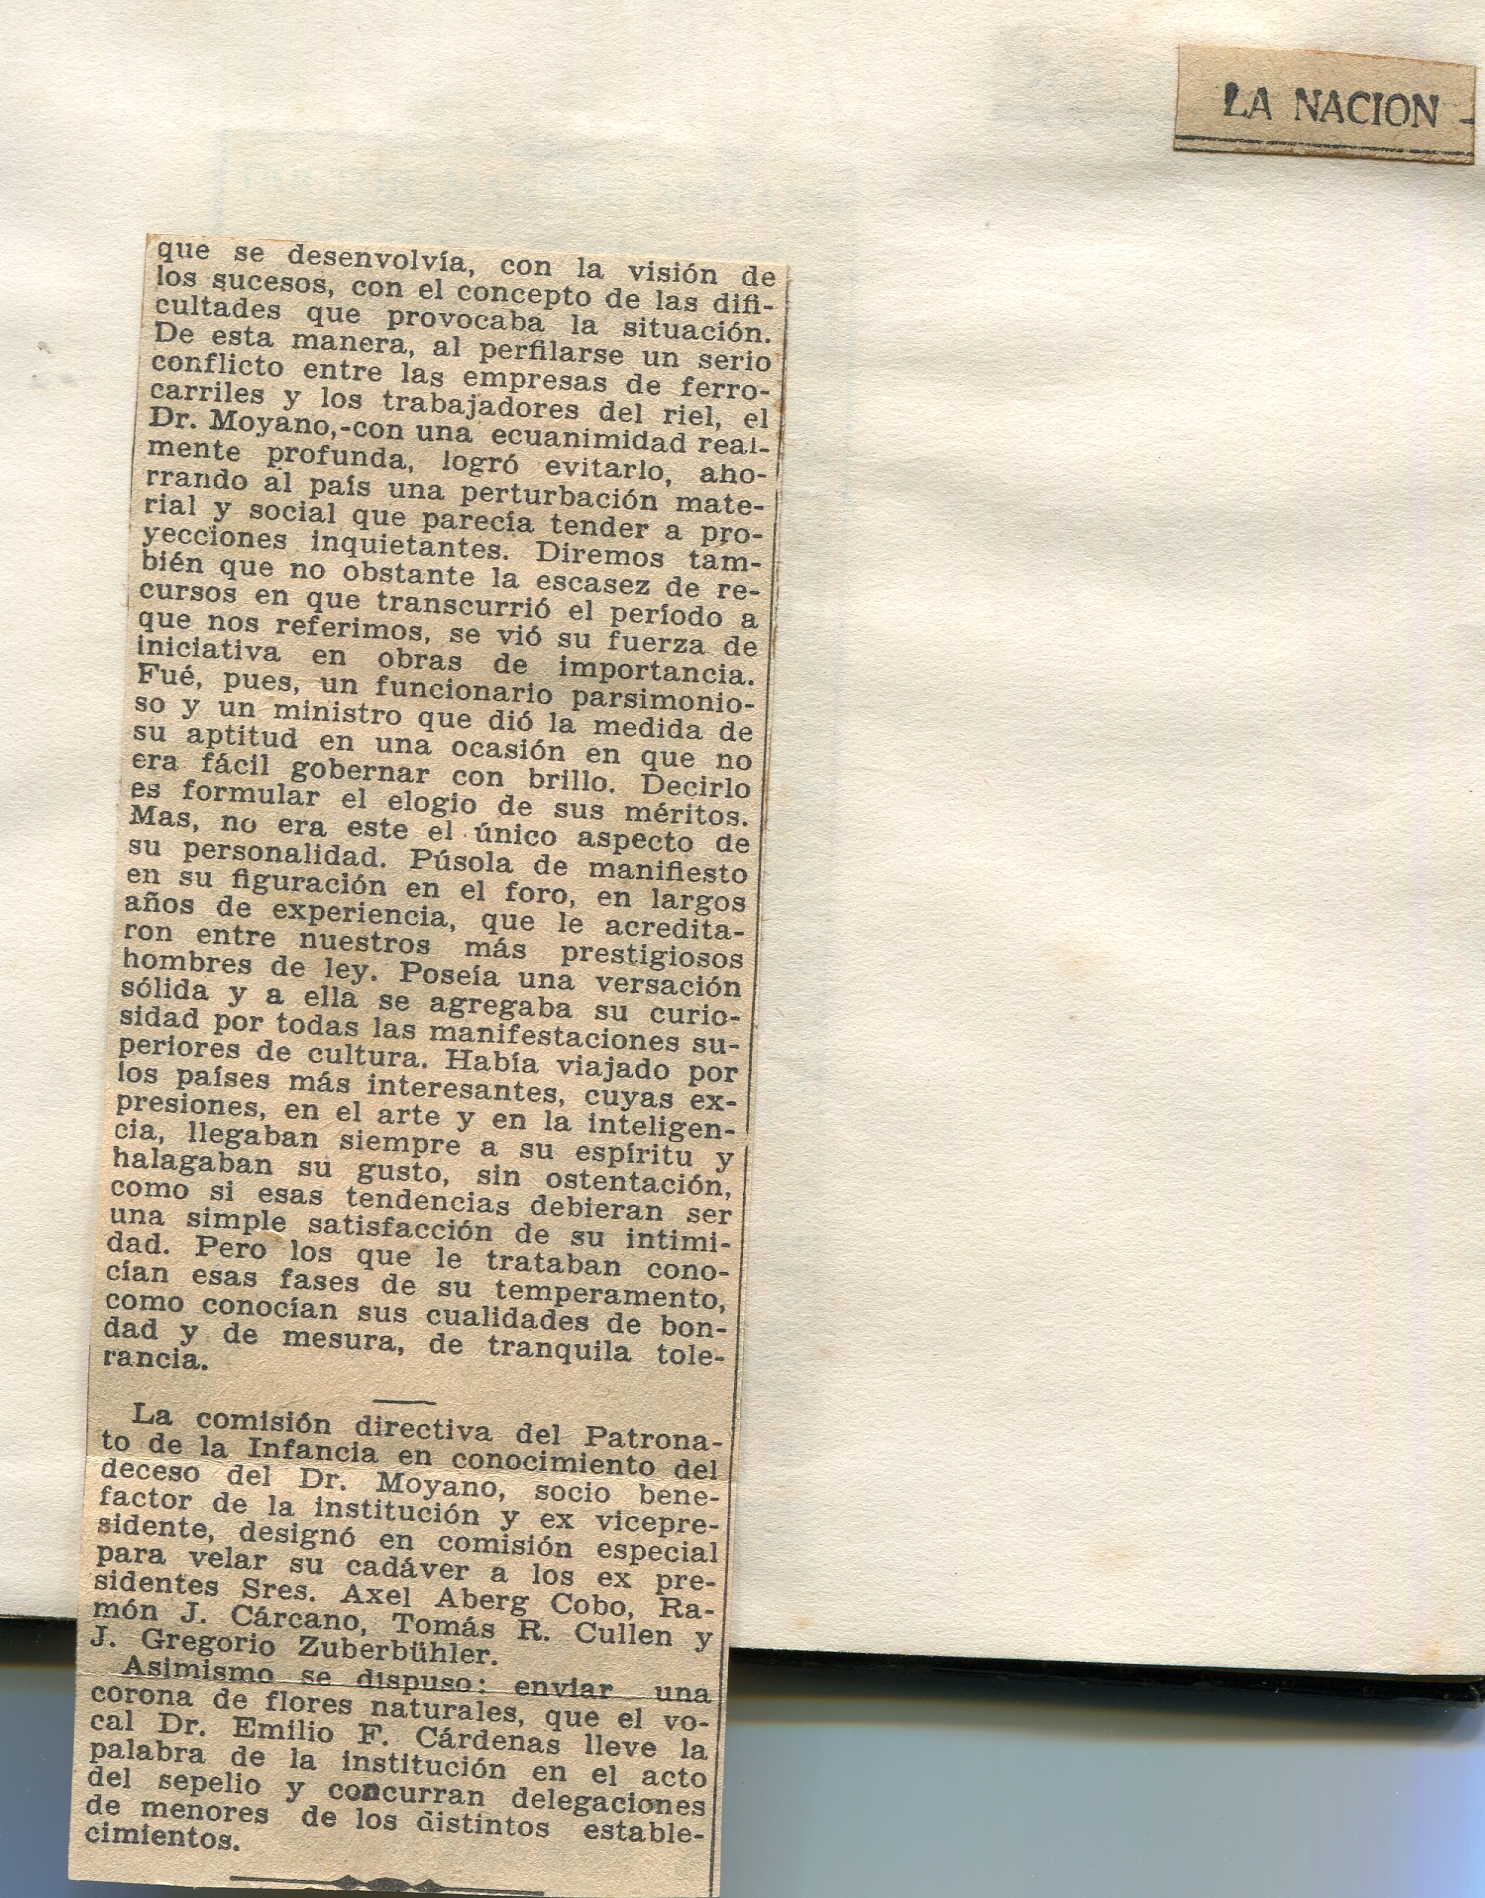 LA NACION -
que se desenvolvía, con la visión de
los sucesos, con el concepto de las difi-
cultades que provocaba la situación.
De esta manera, al perfilarse un serio
conflicto entre las empresas de ferro-
carriles y los trabajadores del riel, el
Dr. Moyano,-con una ecuanimidad real-
mente profunda, logró evitarlo, aho-
rrando al país una perturbación mate-
rial y social que parecía tender a pro-
yecciones inquietantes. Diremos tam-
bién que no obstante la escasez de re-
cursos en que transcurrió el período a
que nos referimos, se vió su fuerza de
iniciativa en obras de importancia.
Fué, pues, un funcionario parsimonio-
so y un ministro que dió la medida de
su aptitud en una ocasión en que no
era fácil gobernar con brillo. Decirlo
es formular el elogio de sus méritos.
Mas, no era este el único aspecto de
su personalidad. Púsola de manifiesto
en su figuración en el foro, en largos
años de experiencia, que le acredita-
ron entre nuestros más prestigiosos
hombres de ley. Poseía una versación
sólida y a ella se agregaba su curio-
sidad por todas las manifestaciones su-
periores de cultura. Había viajado por
los países más interesantes, cuyas ex-
presiones, en el arte y en la inteligen-
cia, llegaban siempre a su espíritu y
halagaban su gusto, sin ostentación,
como si esas tendencias debieran ser
una simple satisfacción de su intimi-
dad. Pero los que le trataban cono-
cían esas fases de su temperamento,
como conocían sus cualidades de bon-
dad y de mesura, de tranquila tole-
rancia.
La comisión directiva del Patrona-
to de la Infancia en conocimiento del
deceso del Dr. Moyano, socio bene-
factor de la institución y ex vicepre-
sidente, designó en comisión especial
para velar su cadáver a los ex pre-
sidentes Sres. Axel Aberg Cobo, Ra-
món J. Cárcano, Tomás R. Cullen y
J. Gregorio Zuberbühler.
Asimismo se dispuso: enviar una
corona de flores naturales, que el vo-
cal Dr. Emilio F. Cárdenas lleve la
palabra de la institución en el acto
del sepelio y concurran delegaciones
de menores de los distintos estable-
cimientos.